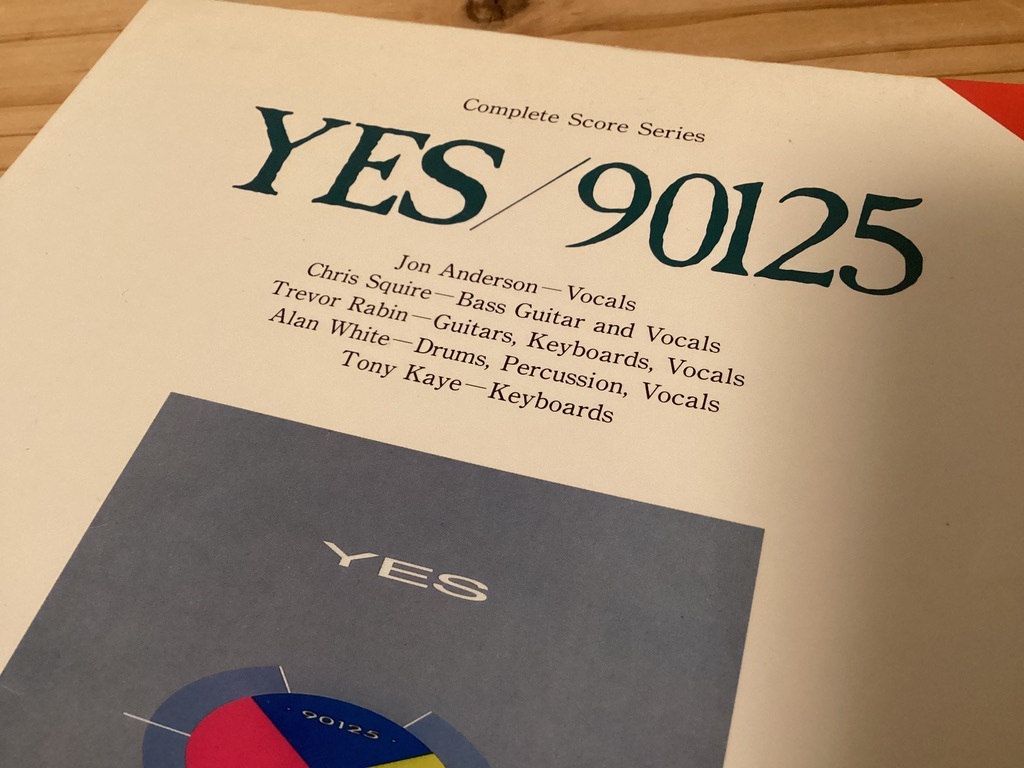 Complete Score Series
YES/90125
Jon Anderson—Vocals
Chris Squire—Bass Guitar and Vocals
Trevor Rabin—Guitars, Keyboards, Vocals
Alan White—Drums, Percussion, Vocals
Tony Kaye—Keyboards
YES
90125